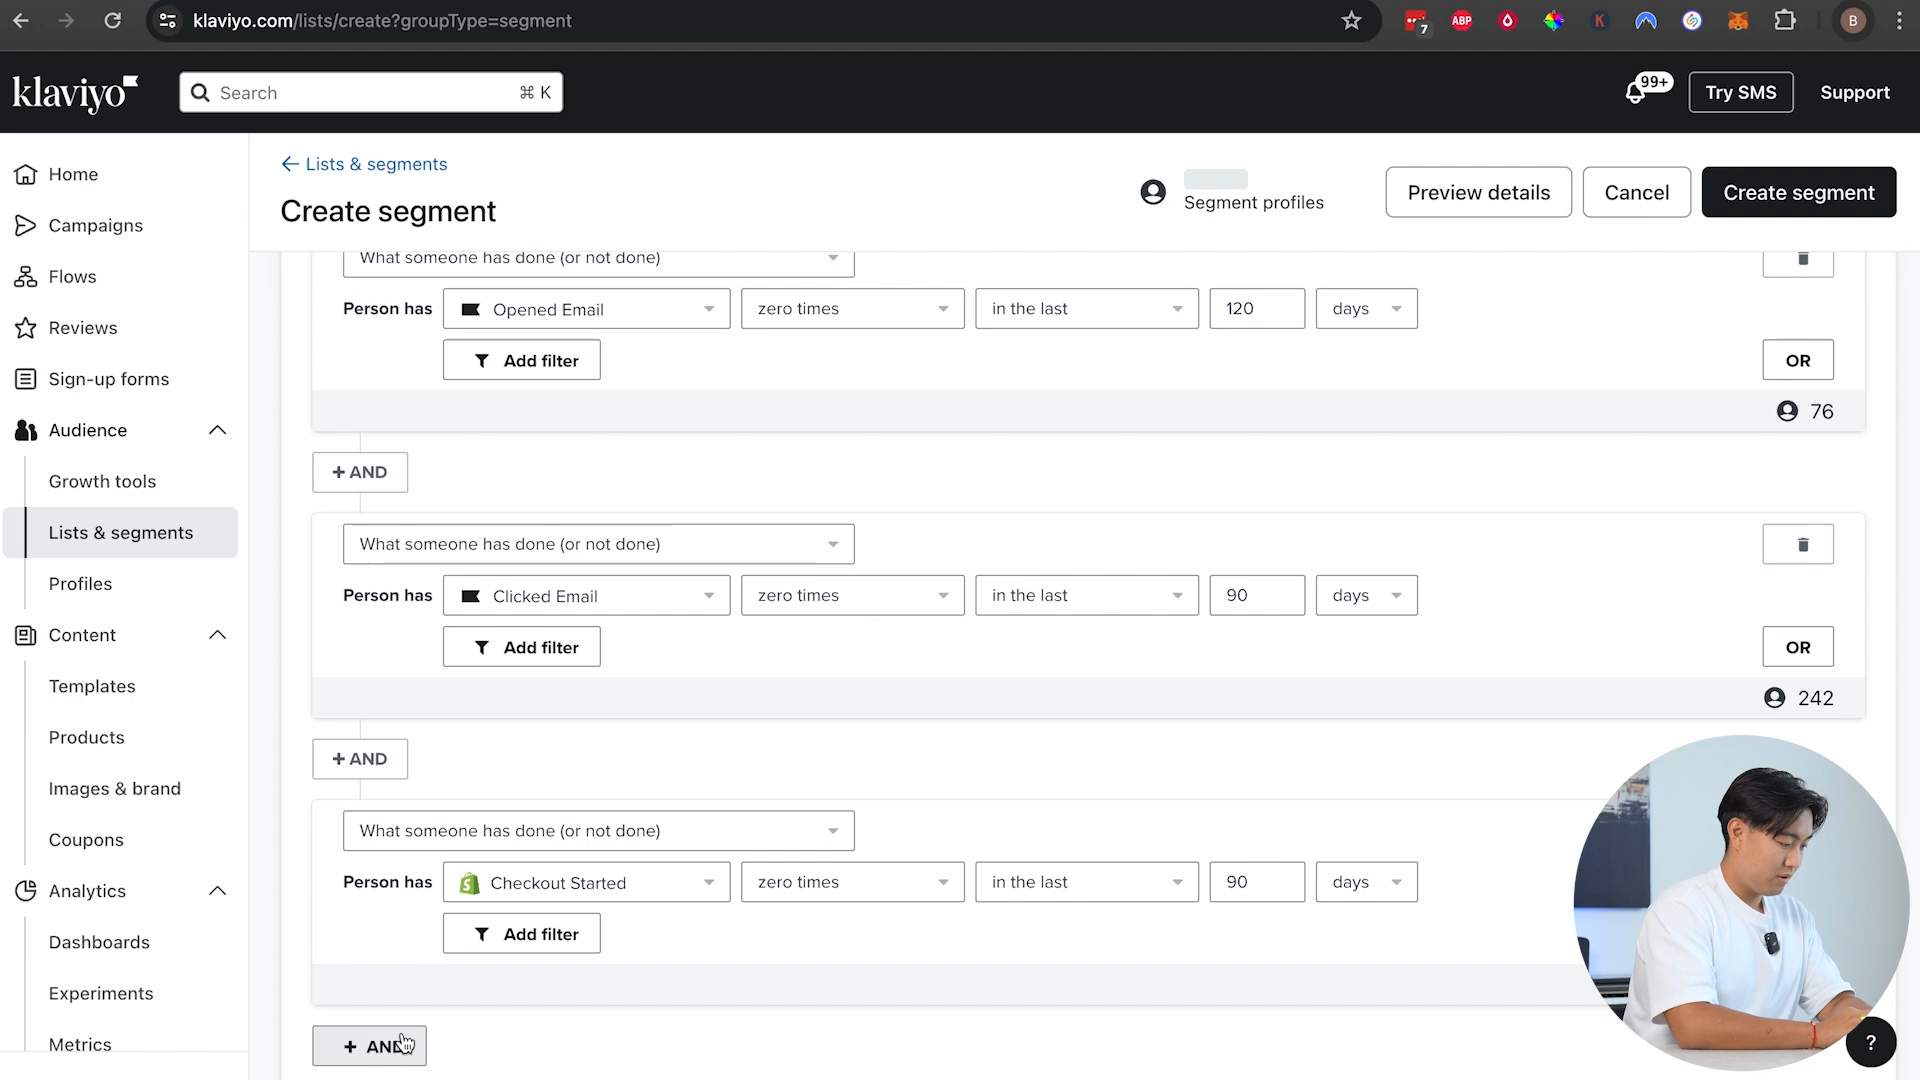 klaviyo.com/lists/create?groupType=segment
ABP
7
K
B
klaviyo
Search
⌘ K
99+
Try SMS
Support
Home
Campaigns
Flows
Reviews
Sign-up forms
Audience
Growth tools
Lists & segments
Profiles
Content
Templates
Products
Images & brand
Coupons
Analytics
Dashboards
Experiments
Metrics
← Lists & segments
Create segment
Segment profiles
Preview details
Cancel
Create segment
What someone has done (or not done)
Person has Opened Email zero times in the last 120 days
Add filter
OR
76
+ AND
What someone has done (or not done)
Person has Clicked Email zero times in the last 90 days
Add filter
OR
242
+ AND
What someone has done (or not done)
Person has Checkout Started zero times in the last 90 days
Add filter
+ AND
?